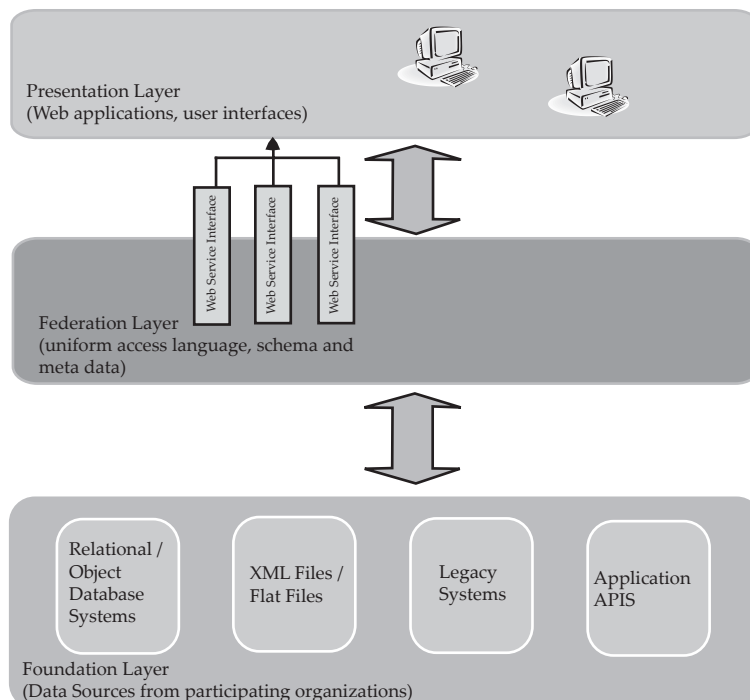 Presentation Layer
(Web applications, user interfaces)
Web Service Interface
Web Service Interface
Web Service Interface
Federation Layer
(uniform access language, schema and
meta data)
Relational /
Object
Database
Systems
XML Files /
Flat Files
Legacy
Systems
Application
APIS
Foundation Layer
(Data Sources from participating organizations)